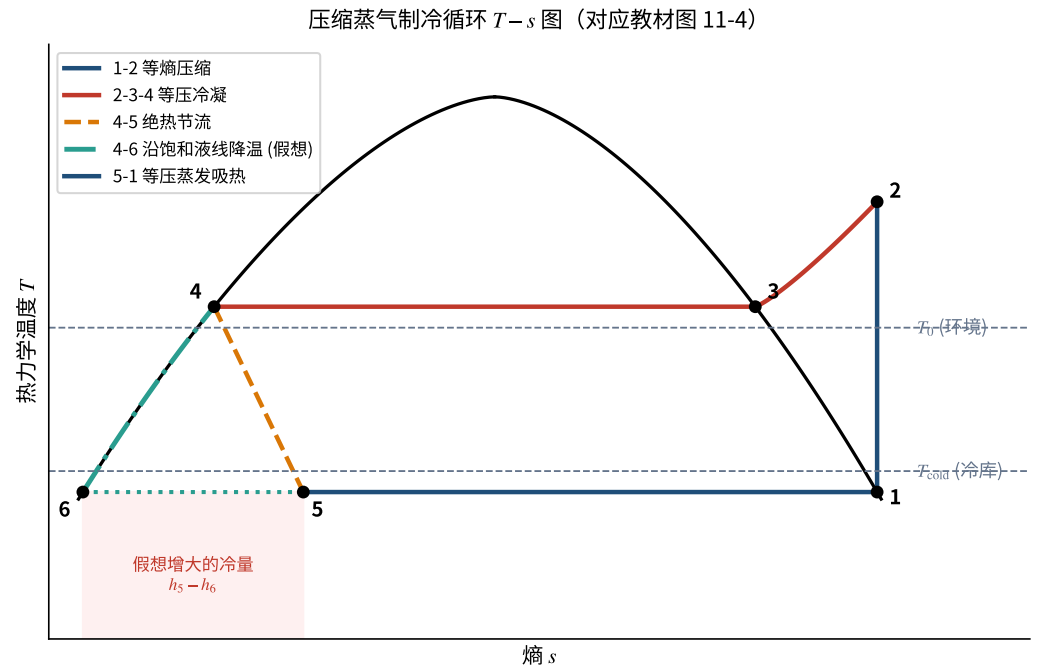 压缩蒸气制冷循环 T − s 图（对应教材图 11-4）
1-2 等熵压缩
2-3-4 等压冷凝
4-5 绝热节流
4-6 沿饱和液线降温 (假想)
5-1 等压蒸发吸热
2
4
3
T0 (环境)
热力学温度 T
Tcold (冷库)
6
5
1
假想增大的冷量
h5 − h6
熵 s